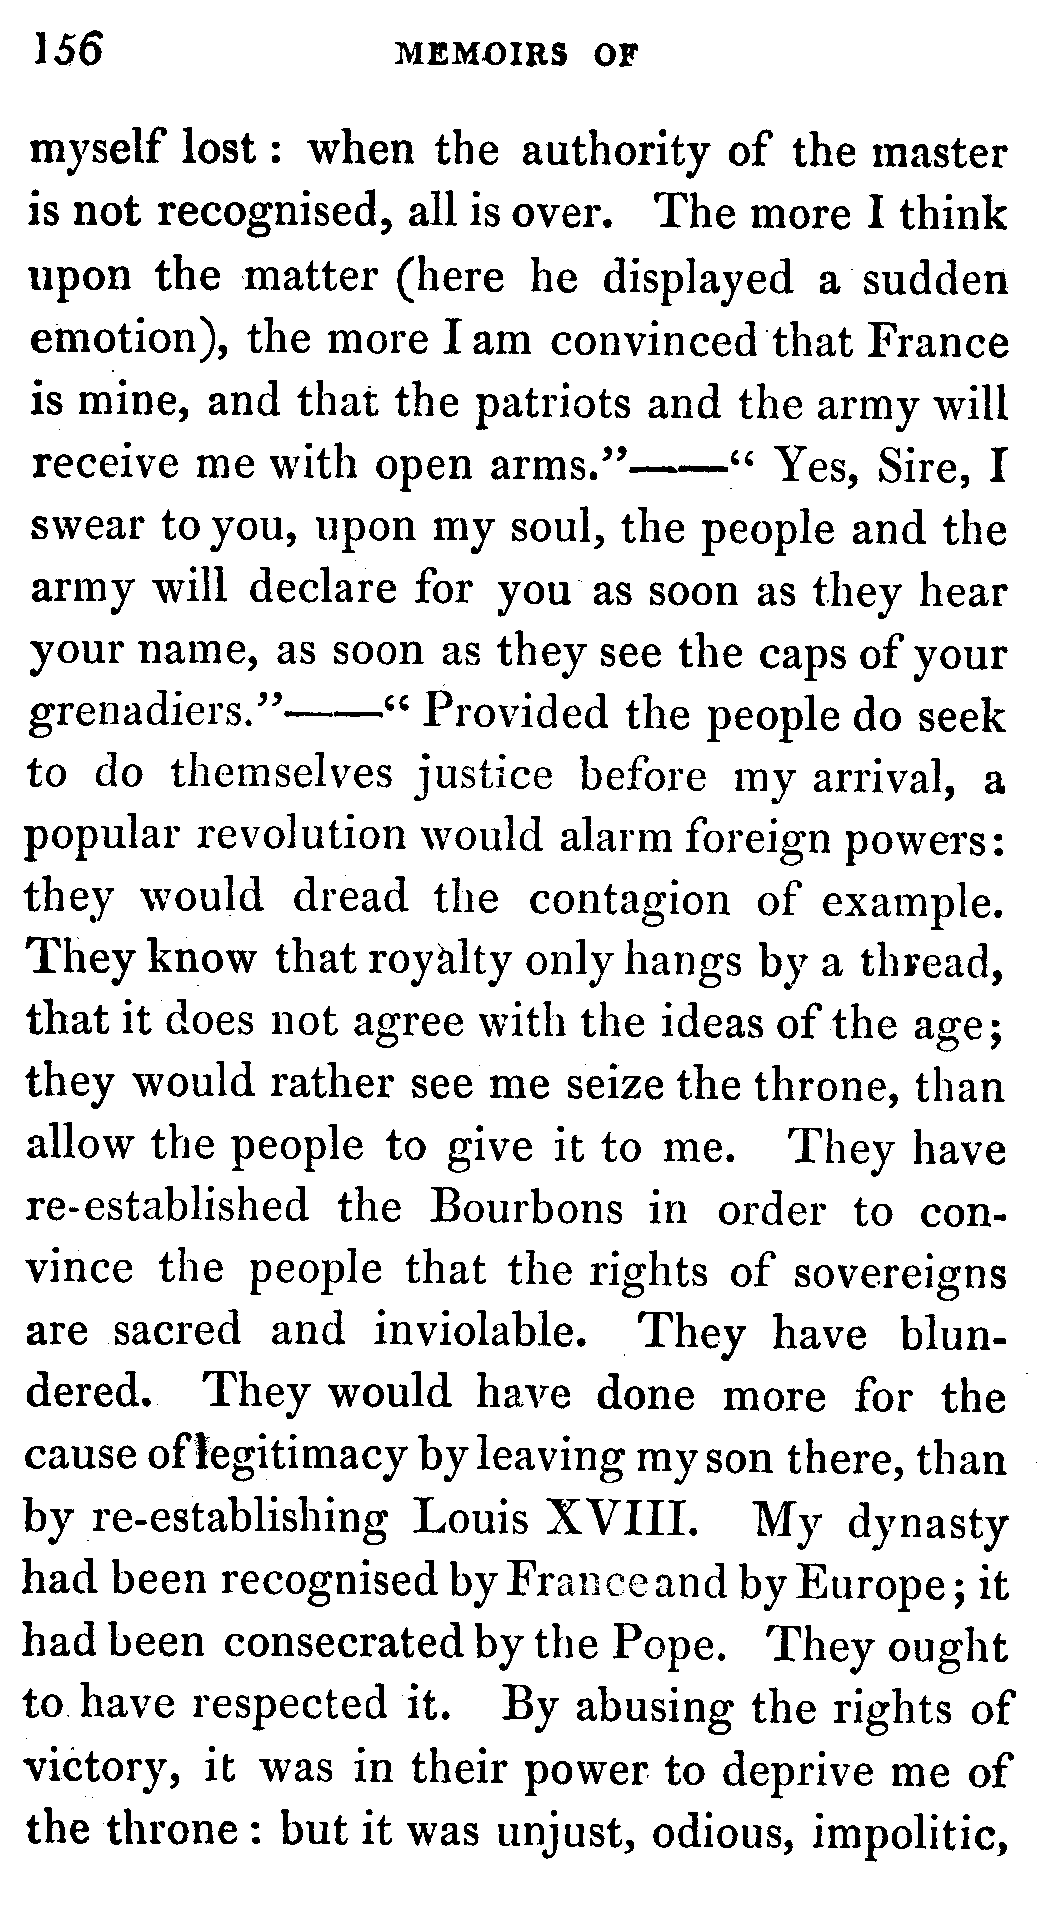 156 MEMOIRS OF
myself lost : when the authority of the master
is not recognised, all is over. The more I think
upon the matter (here he displayed a sudden
emotion), the more I am convinced that France
is mine, and that the patriots and the army will
receive me with open arms."——" Yes, Sire, I
swear to you, upon my soul, the people and the
army will declare for you as soon as they hear
your name, as soon as they see the caps of your
grenadiers."——" Provided the people do seek
to do themselves justice before my arrival, a
popular revolution would alarm foreign powers:
they would dread the contagion of example.
They know that royalty only hangs by a thread,
that it does not agree with the ideas of the age;
they would rather see me seize the throne, than
allow the people to give it to me. They have
re-established the Bourbons in order to con-
vince the people that the rights of sovereigns
are sacred and inviolable. They have blun-
dered. They would have done more for the
cause of legitimacy by leaving my son there, than
by re-establishing Louis XVIII. My dynasty
had been recognised by France and by Europe; it
had been consecrated by the Pope. They ought
to have respected it. By abusing the rights of
victory, it was in their power to deprive me of
the throne : but it was unjust, odious, impolitic,